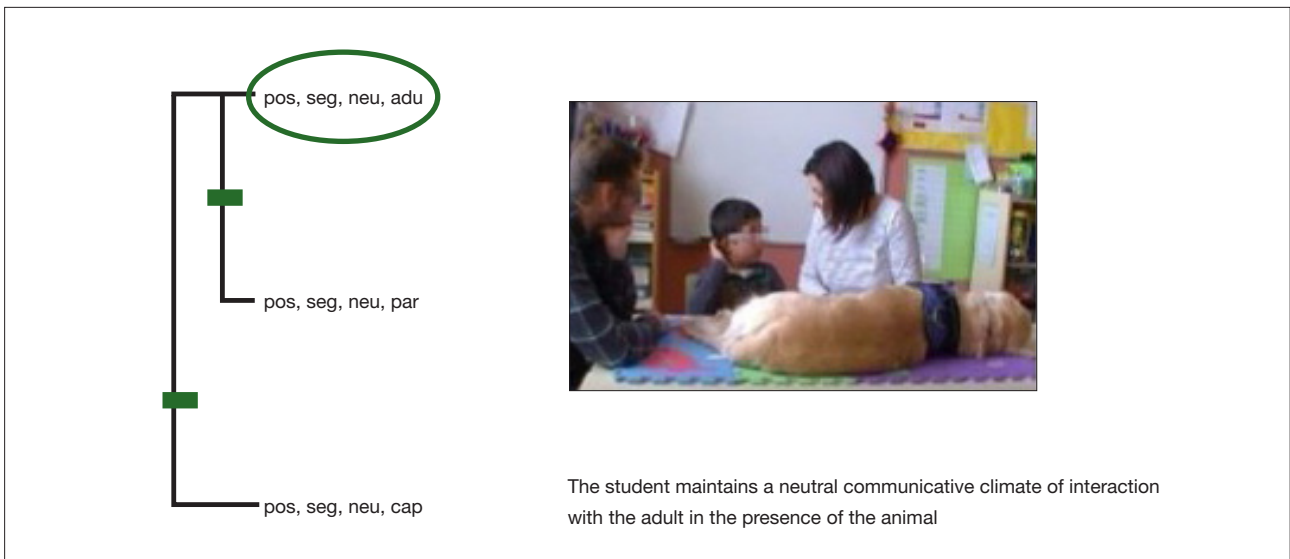 pos, seg, neu, adu
pos, seg, neu, par
pos, seg, neu, cap
The student maintains a neutral communicative climate of interaction
with the adult in the presence of the animal